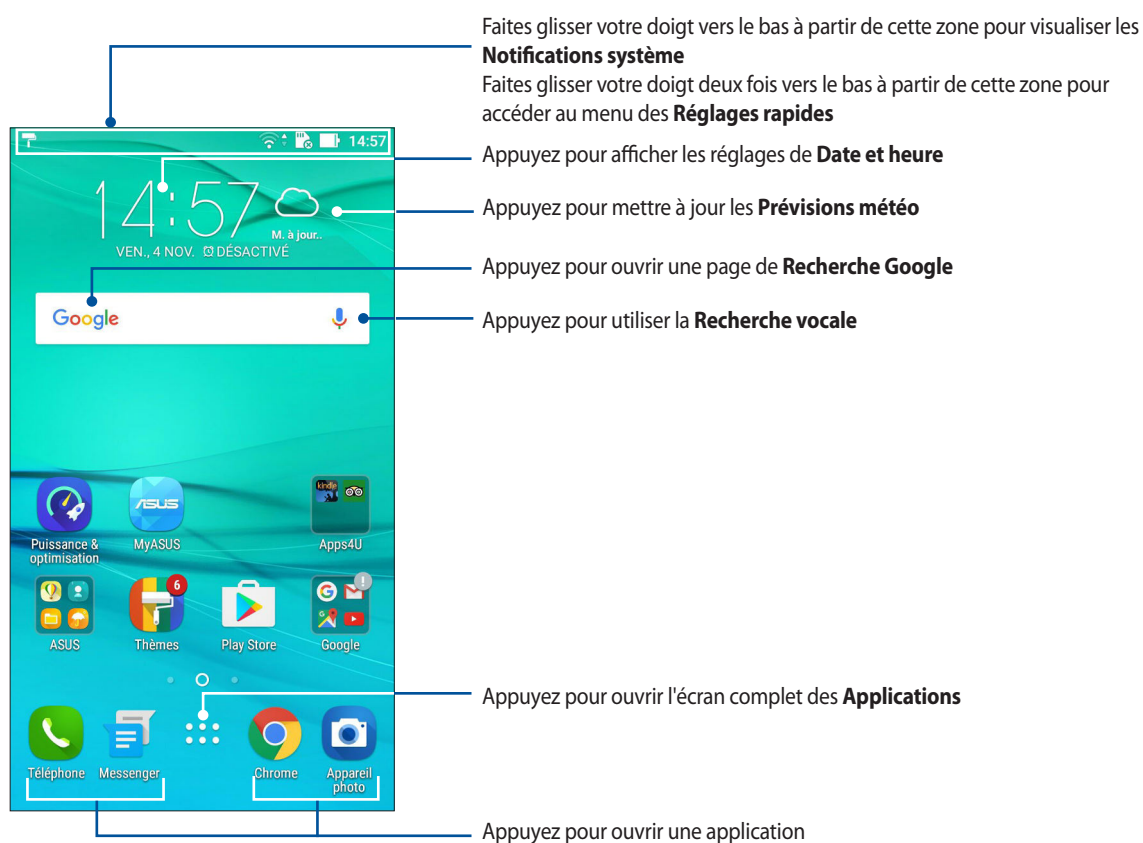 Faites glisser votre doigt vers le bas à partir de cette zone pour visualiser les
Notifications système
Faites glisser votre doigt deux fois vers le bas à partir de cette zone pour
accéder au menu des Réglages rapides
14:57
Appuyez pour afficher les réglages de Date et heure
14:57
Appuyez pour mettre à jour les Prévisions météo
M. à jour..
VEN., 4 NOV. DÉSACTIVÉ
Appuyez pour ouvrir une page de Recherche Google
Google
Appuyez pour utiliser la Recherche vocale
kindle
/SUS
Puissance &
optimisation
MyASUS
Apps4U
6
ASUS
Thèmes
Play Store
Google
Appuyez pour ouvrir l'écran complet des Applications
Téléphone
Messenger
Chrome
Appareil
photo
Appuyez pour ouvrir une application